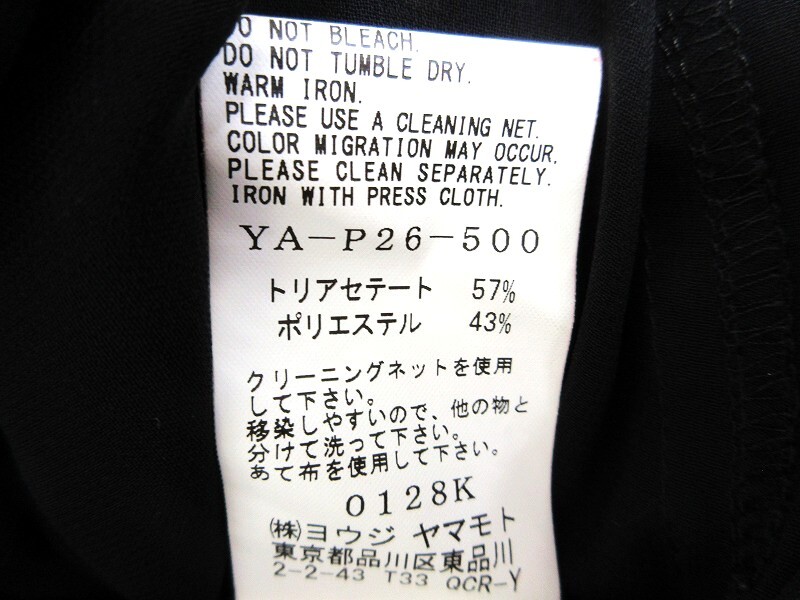 DO NOT BLEACH.
DO NOT TUMBLE DRY.
WARM IRON.
PLEASE USE A CLEANING NET.
COLOR MIGRATION MAY OCCUR.
PLEASE CLEAN SEPARATELY.
IRON WITH PRESS CLOTH.
YA-P26-500
トリアセテート 57%
ポリエステル 43%
クリーニングネットを使用
して下さい。
移染しやすいので、他の物と
分けて洗って下さい。
あて布を使用して下さい。
0128K
㈱ヨウジ ヤマモト
東京都品川区東品川
2-2-43 T33 QCR-Y